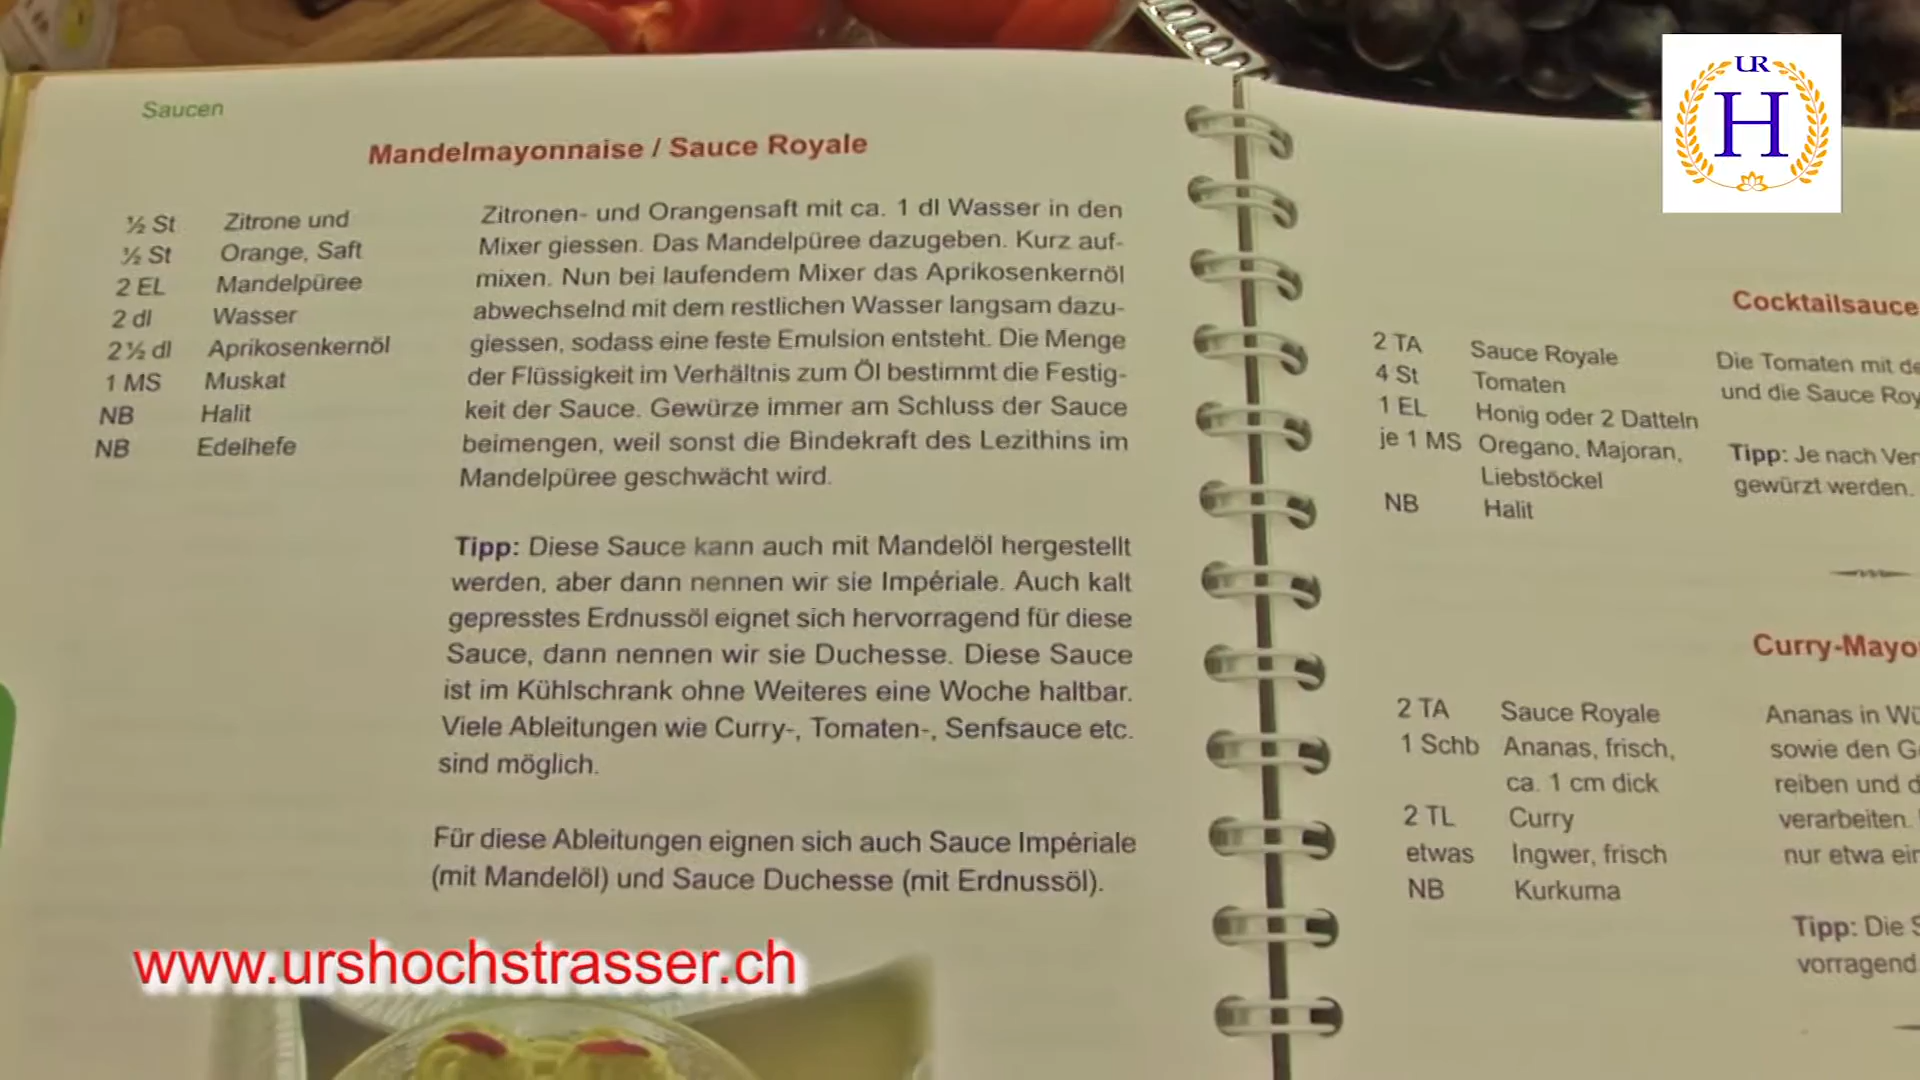 UR
H
Saucen
Mandelmayonnaise / Sauce Royale
½ St Zitrone und
½ St Orange, Saft
2 EL Mandelpüree
2 dl Wasser
2 ½ dl Aprikosenkernöl
1 MS Muskat
NB Halit
NB Edelhefe
Zitronen- und Orangensaft mit ca. 1 dl Wasser in den
Mixer giessen. Das Mandelpüree dazugeben. Kurz auf-
mixen. Nun bei laufendem Mixer das Aprikosenkernöl
abwechselnd mit dem restlichen Wasser langsam dazu-
giessen, sodass eine feste Emulsion entsteht. Die Menge
der Flüssigkeit im Verhältnis zum Öl bestimmt die Festig-
keit der Sauce. Gewürze immer am Schluss der Sauce
beimengen, weil sonst die Bindekraft des Lezithins im
Mandelpüree geschwächt wird.
Tipp: Diese Sauce kann auch mit Mandelöl hergestellt
werden, aber dann nennen wir sie Impériale. Auch kalt
gepresstes Erdnussöl eignet sich hervorragend für diese
Sauce, dann nennen wir sie Duchesse. Diese Sauce
ist im Kühlschrank ohne Weiteres eine Woche haltbar.
Viele Ableitungen wie Curry-, Tomaten-, Senfsauce etc.
sind möglich.
Für diese Ableitungen eignen sich auch Sauce Impériale
(mit Mandelöl) und Sauce Duchesse (mit Erdnussöl).
www.urshochstrasser.ch
Cocktailsauce
2 TA Sauce Royale
4 St Tomaten
1 EL Honig oder 2 Datteln
je 1 MS Oregano, Majoran,
Liebstöckel
NB Halit
Die Tomaten mit de
und die Sauce Roy
Tipp: Je nach Ver
gewürzt werden.
Curry-Mayo
2 TA Sauce Royale
1 Schb Ananas, frisch,
ca. 1 cm dick
2 TL Curry
etwas Ingwer, frisch
NB Kurkuma
Ananas in Wü
sowie den G
reiben und d
verarbeiten.
nur etwa ein
Tipp: Die S
vorragend